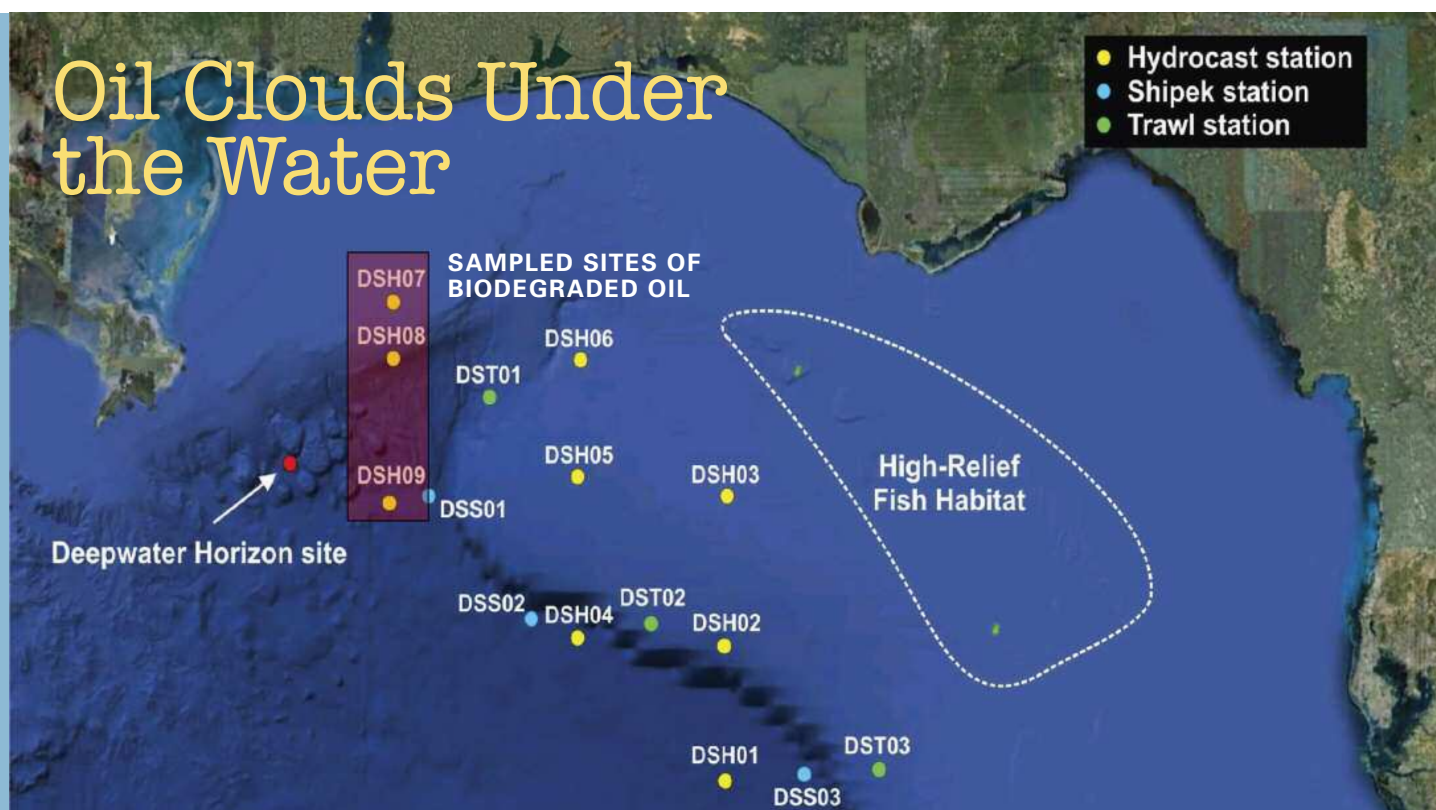 Oil Clouds Under
the Water
Hydrocast station
Shipek station
Trawl station
SAMPLED SITES OF
BIODEGRADED OIL
DSH07
DSH08
DSH06
DST01
DSH05
DSH03
DSH09
DSS01
High-Relief
Fish Habitat
Deepwater Horizon site
DSS02
DSH04
DST02
DSH02
DSH01
DST03
DSS03